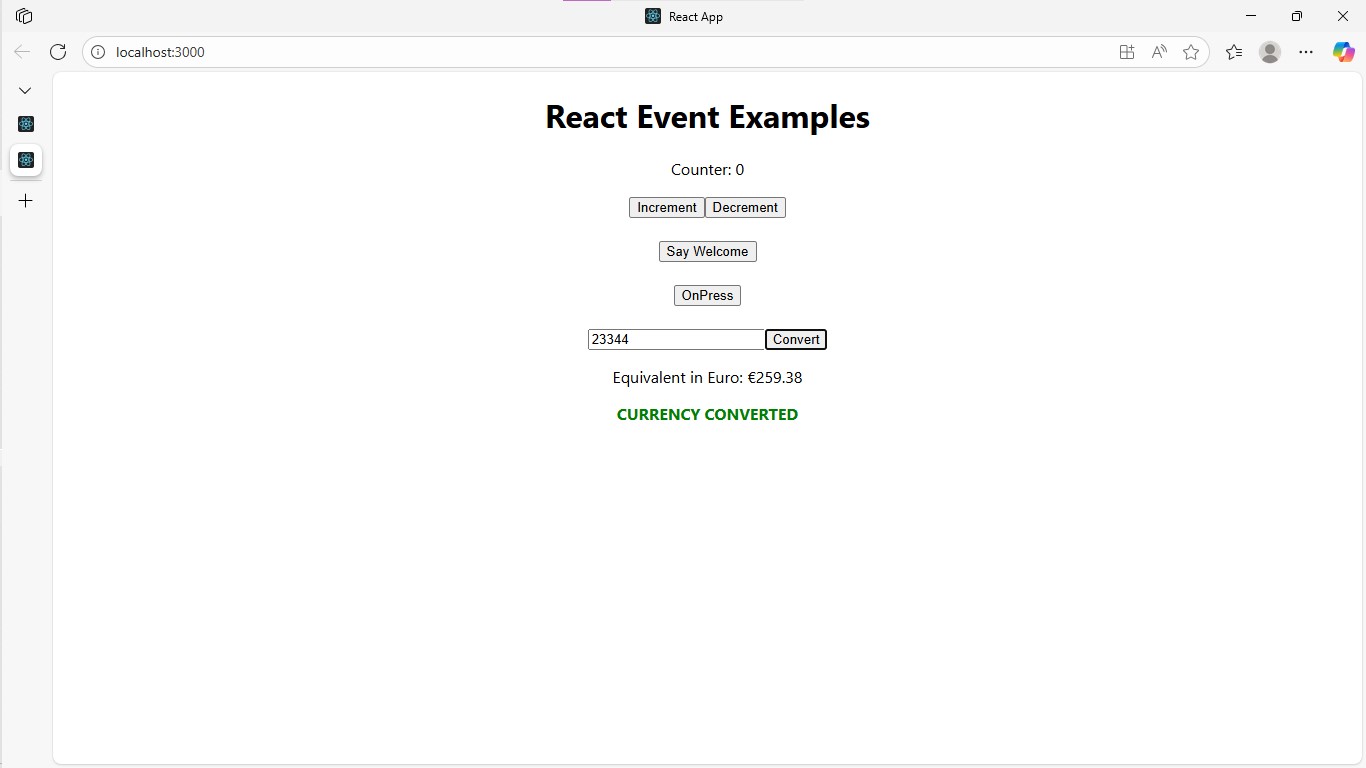 React App
localhost:3000
React Event Examples
Counter: 0
Increment Decrement
Say Welcome
OnPress
23344 Convert
Equivalent in Euro: €259.38
CURRENCY CONVERTED